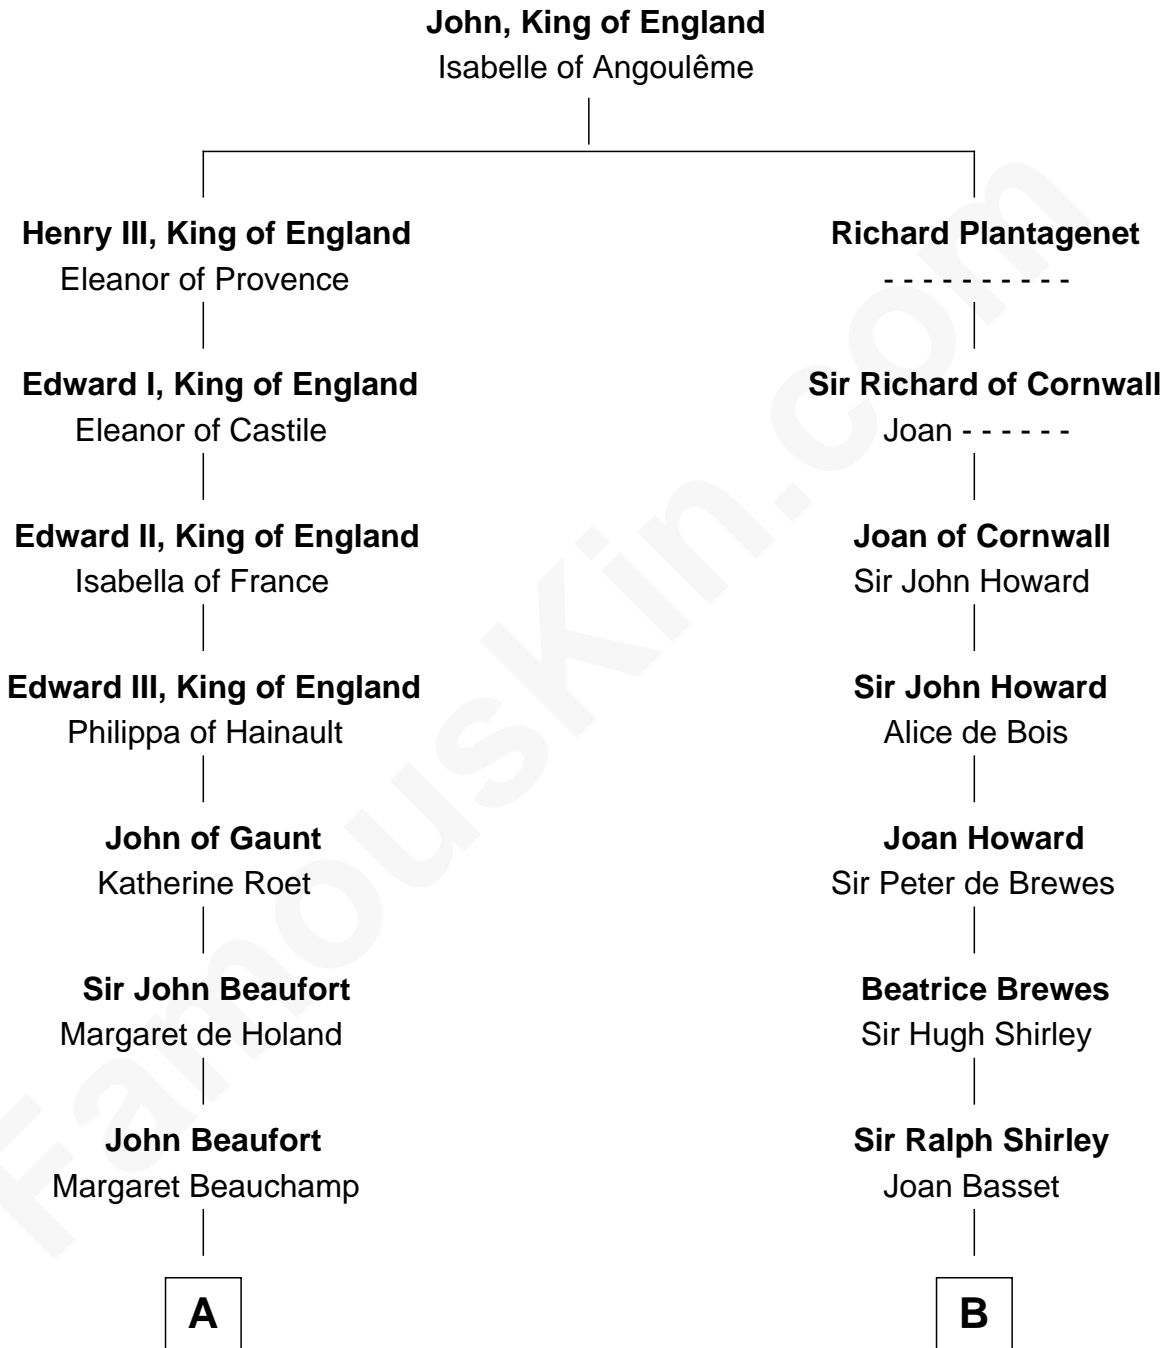 John, King of England
Isabelle of Angoulême
Henry III, King of England
Eleanor of Provence
Richard Plantagenet
- - - - - - - - - -
Edward I, King of England
Eleanor of Castile
Sir Richard of Cornwall
Joan - - - - - -
Edward II, King of England
Isabella of France
Joan of Cornwall
Sir John Howard
Edward III, King of England
Philippa of Hainault
Sir John Howard
Alice de Bois
John of Gaunt
Katherine Roet
Joan Howard
Sir Peter de Brewes
Sir John Beaufort
Margaret de Holand
Beatrice Brewes
Sir Hugh Shirley
John Beaufort
Margaret Beauchamp
Sir Ralph Shirley
Joan Basset
A
B
FamousKin.com